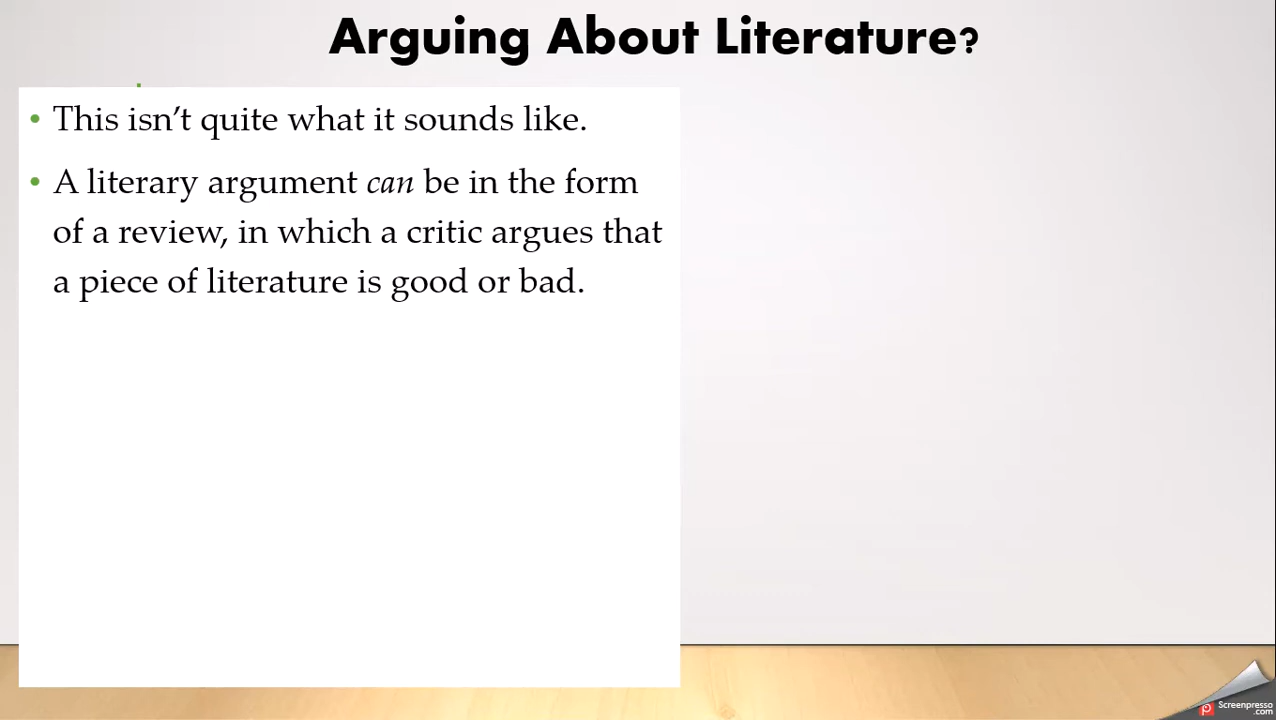 Arguing About Literature?
• This isn’t quite what it sounds like.
• A literary argument can be in the form
of a review, in which a critic argues that
a piece of literature is good or bad.
Screenpresso
.com